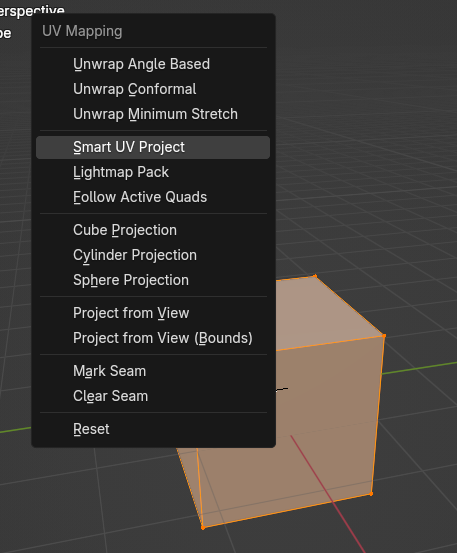 erspective
be
UV Mapping
Unwrap Angle Based
Unwrap Conformal
Unwrap Minimum Stretch
Smart UV Project
Lightmap Pack
Follow Active Quads
Cube Projection
Cylinder Projection
Sphere Projection
Project from View
Project from View (Bounds)
Mark Seam
Clear Seam
Reset